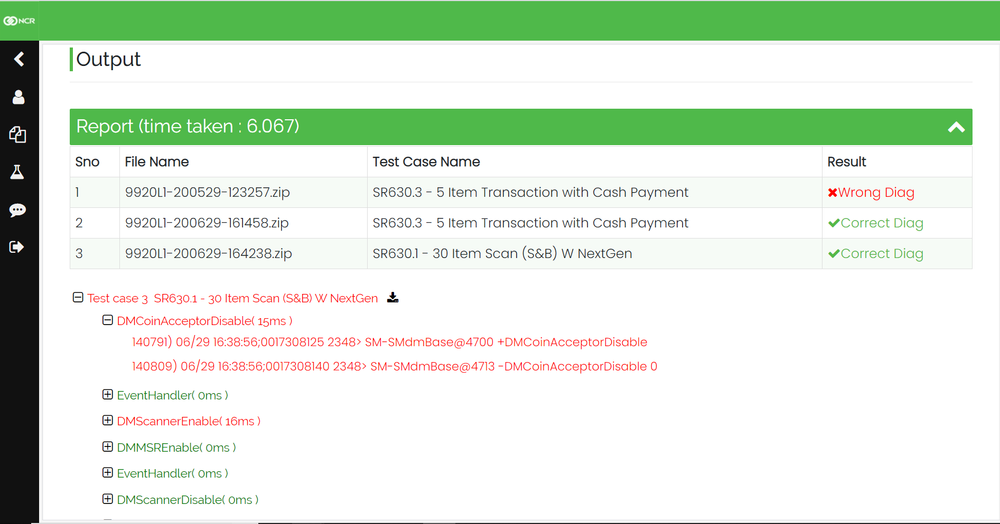 NCR
Output
Report (time taken : 6.067)
Sno File Name Test Case Name Result
1 9920L1-200529-123257.zip SR630.3 - 5 Item Transaction with Cash Payment Wrong Diag
2 9920L1-200629-161458.zip SR630.3 - 5 Item Transaction with Cash Payment Correct Diag
3 9920L1-200629-164238.zip SR630.1 - 30 Item Scan (S&B) W NextGen Correct Diag
Test case 3 SR630.1 - 30 Item Scan (S&B) W NextGen
DMCoinAcceptorDisable( 15ms )
140791) 06/29 16:38:56;0017308125 2348> SM-SMdmBase@4700 +DMCoinAcceptorDisable
140809) 06/29 16:38:56;0017308140 2348> SM-SMdmBase@4713 -DMCoinAcceptorDisable 0
EventHandler( 0ms )
DMScannerEnable( 16ms )
DMMSREnable( 0ms )
EventHandler( 0ms )
DMScannerDisable( 0ms )